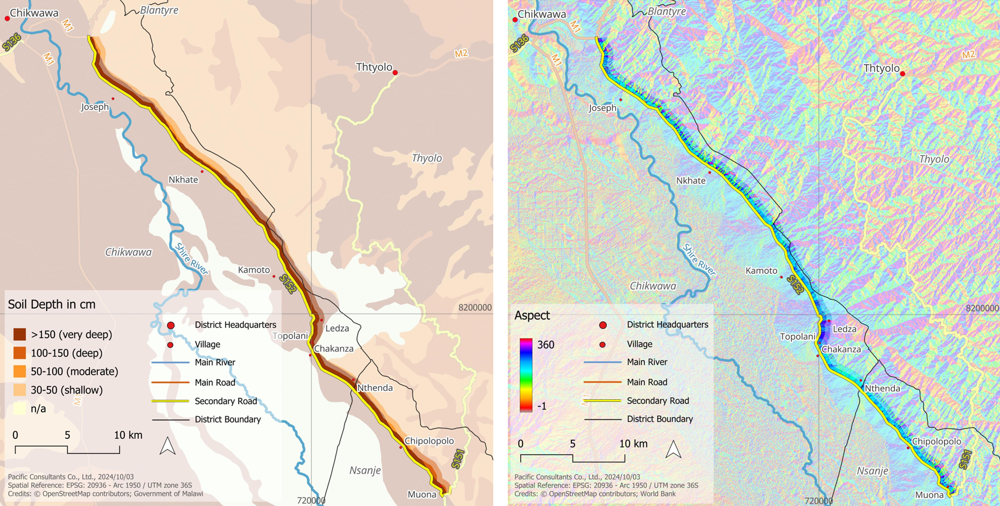 Chikwawa
Blantyre
M1
S136
M1
M2
Thtyolo
Joseph
Thyolo
Nkhate
Chikwawa
Shire River
Kamoto
S152
8200000
Soil Depth in cm
>150 (very deep)
100-150 (deep)
50-100 (moderate)
30-50 (shallow)
n/a
M1
District Headquarters
Village
Main River
Main Road
Secondary Road
District Boundary
Ledza
Topolani
Chakanza
Nthenda
Chipolopolo
S151
Nsanje
Muona
0 5 10 km
Pacific Consultants Co., Ltd., 2024/10/03
Spatial Reference: EPSG: 20936 - Arc 1950 / UTM zone 36S
Credits: © OpenStreetMap contributors; Government of Malawi
720000
Chikwawa
Blantyre
M1
S136
M1
M2
Thtyolo
Joseph
Thyolo
Nkhate
Shire River
Kamoto
S152
Chikwawa
8200000
Aspect
360
-1
M1
District Headquarters
Village
Main River
Main Road
Secondary Road
District Boundary
Ledza
Topolani
Chakanza
Nthenda
Chipolopolo
S151
Nsanje
Muona
0 5 10 km
Pacific Consultants Co., Ltd., 2024/10/03
Spatial Reference: EPSG: 20936 - Arc 1950 / UTM zone 36S
Credits: © OpenStreetMap contributors; World Bank
720000